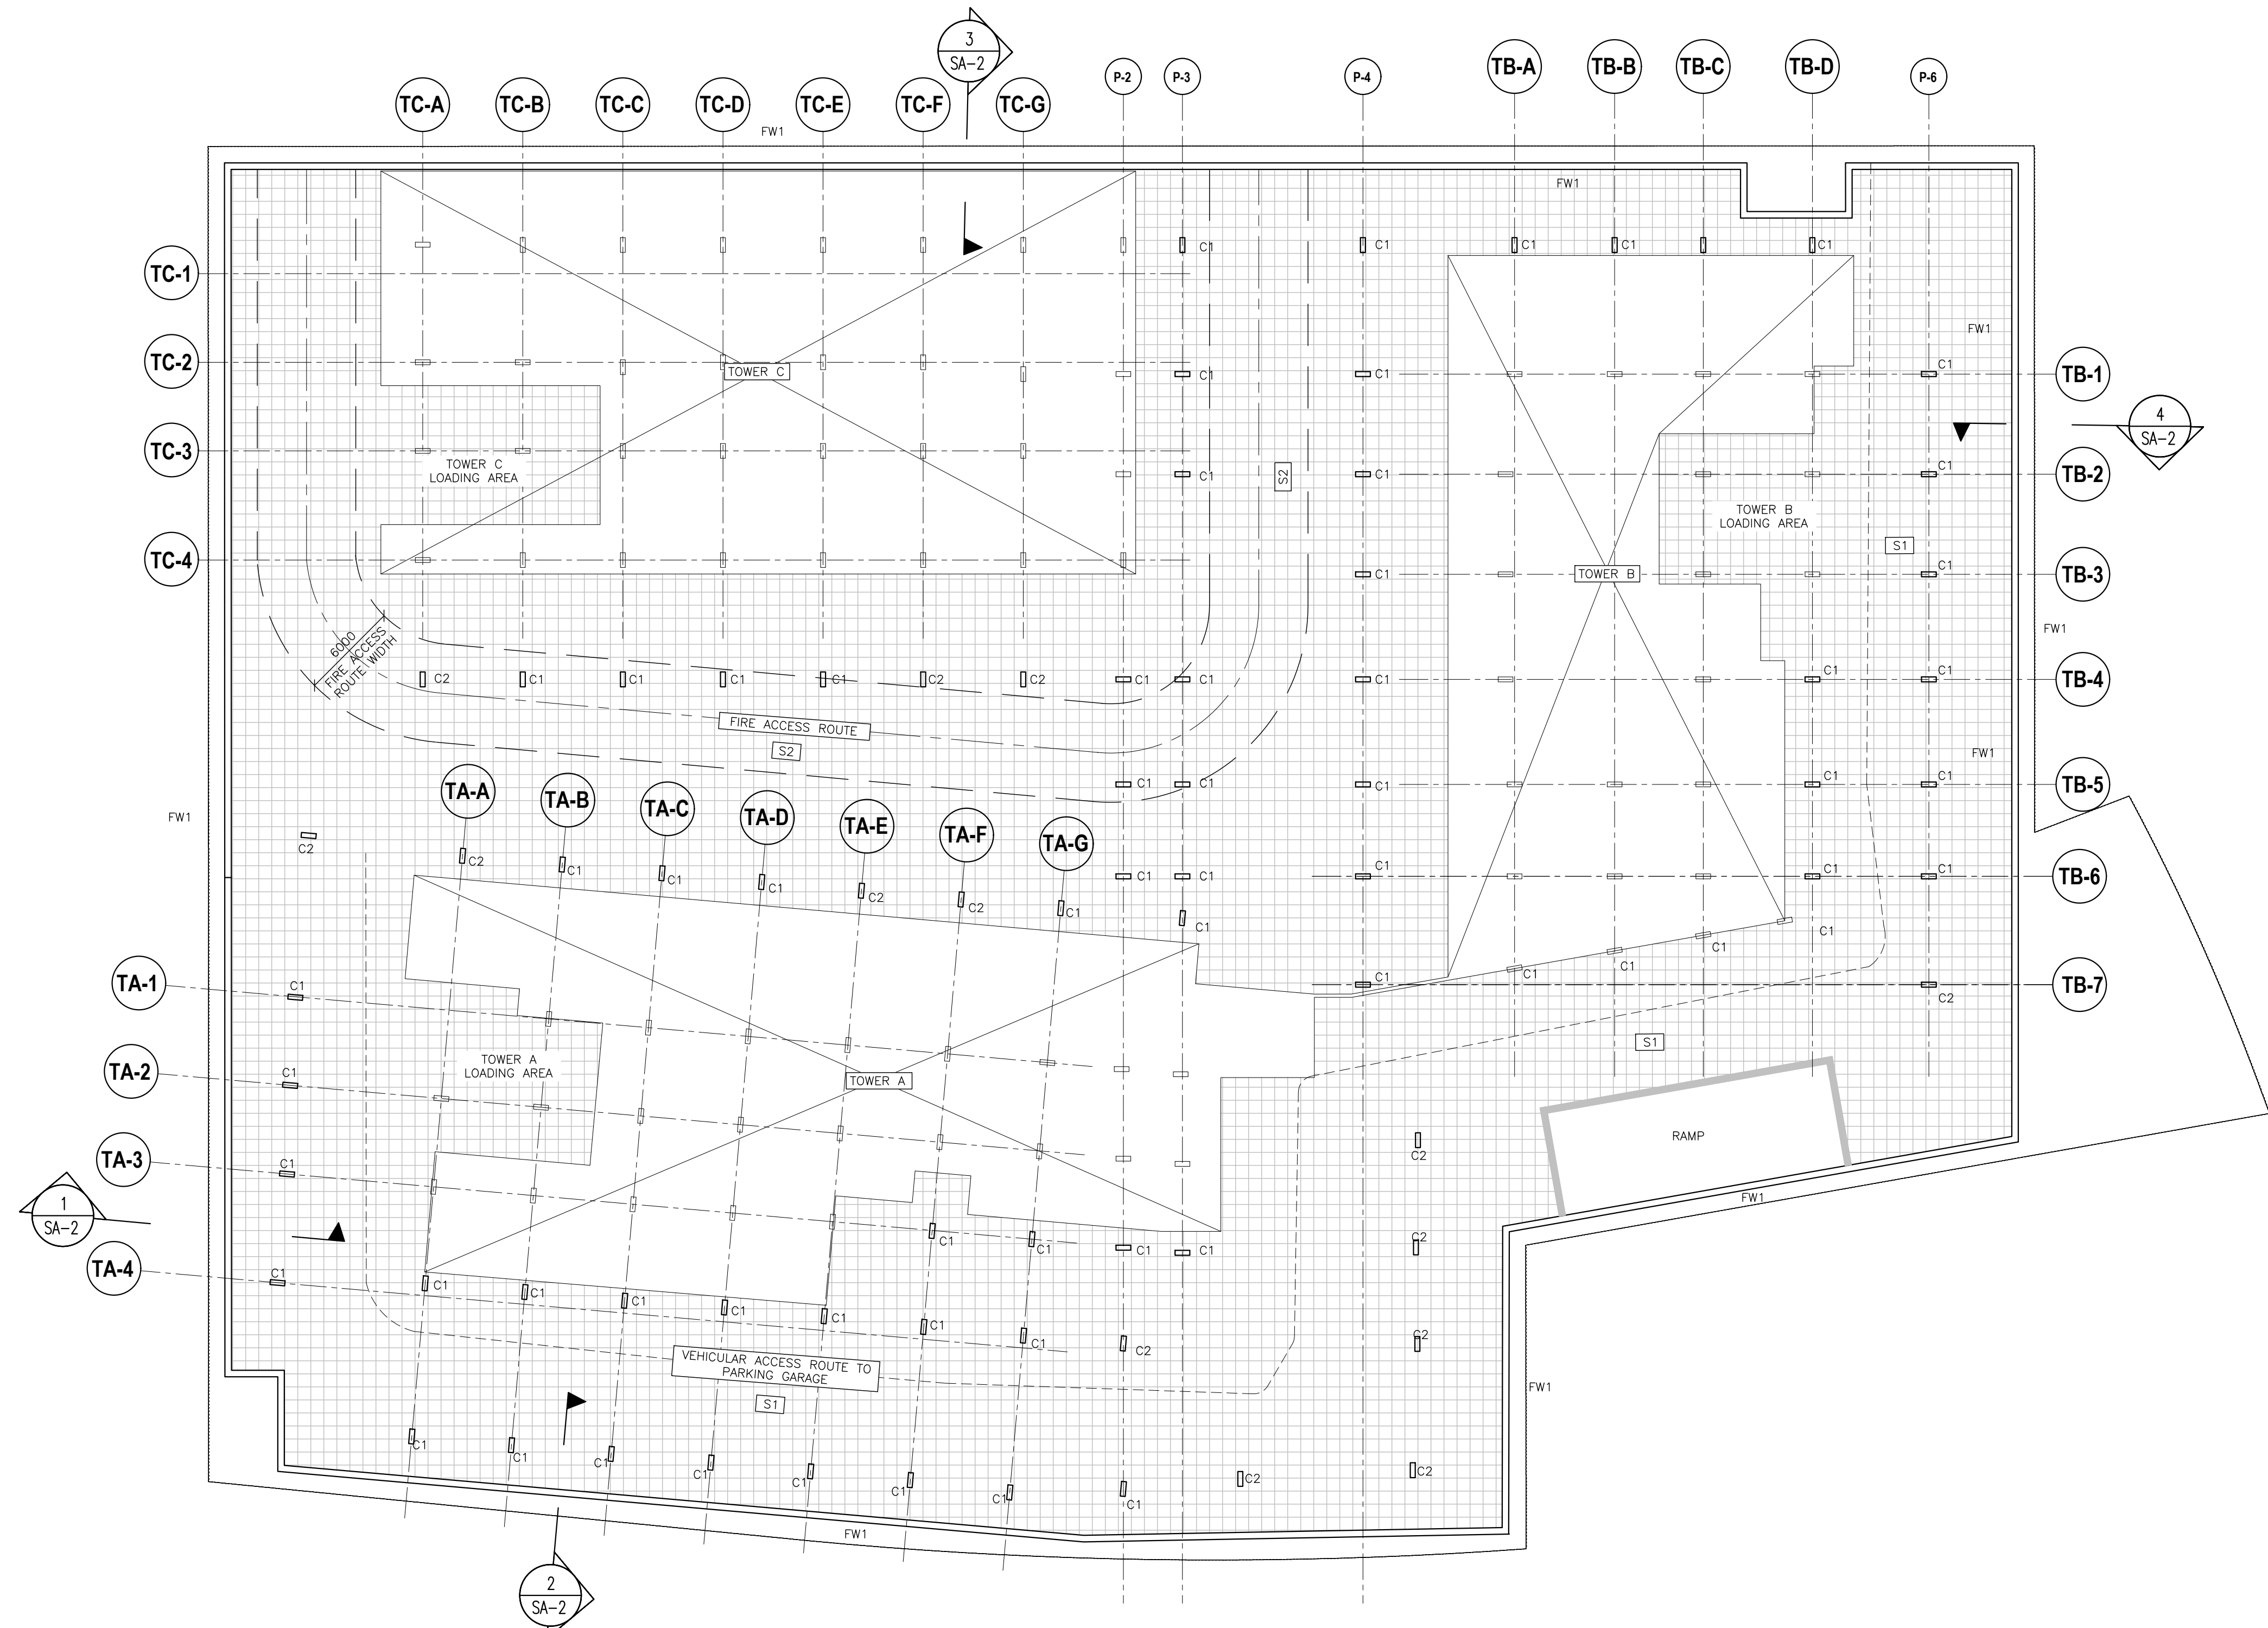 3
SA-2
TC-A
TC-B
TC-C
TC-D
TC-E
TC-F
TC-G
P-2
P-3
P-4
TB-A
TB-B
TB-C
TB-D
P-6
FW1
FW1
C1
C1
C1
C1
C1
TC-1
FW1
TC-2
TOWER C
C1
C1
C1
TB-1
4
SA-2
TC-3
TOWER C
LOADING AREA
C1
S2
C1
C1
TB-2
TOWER B
LOADING AREA
S1
TC-4
C1
TOWER B
C1
TB-3
6000
FIRE ACCESS
ROUTE WIDTH
FW1
C2
C1
C1
C1
C1
C2
C2
C1
C1
C1
C1
C1
TB-4
FIRE ACCESS ROUTE
S2
FW1
TA-A
TA-B
TA-C
TA-D
TA-E
TA-F
TA-G
C1
C1
C1
C1
C1
TB-5
FW1
C2
C2
C1
C1
C1
C2
C2
C1
C1
C1
C1
C1
C1
TB-6
C1
C1
C1
C1
C1
TA-1
C1
C1
C2
TB-7
TOWER A
LOADING AREA
TOWER A
S1
TA-2
C1
RAMP
C2
TA-3
C1
1
SA-2
FW1
C1
C1
C1
C1
C2
TA-4
C1
C1
C1
C1
C1
C1
C1
C1
C2
C2
VEHICULAR ACCESS ROUTE TO
PARKING GARAGE
S1
FW1
C1
C1
C1
C1
C1
C1
C1
C1
C2
C2
FW1
2
SA-2